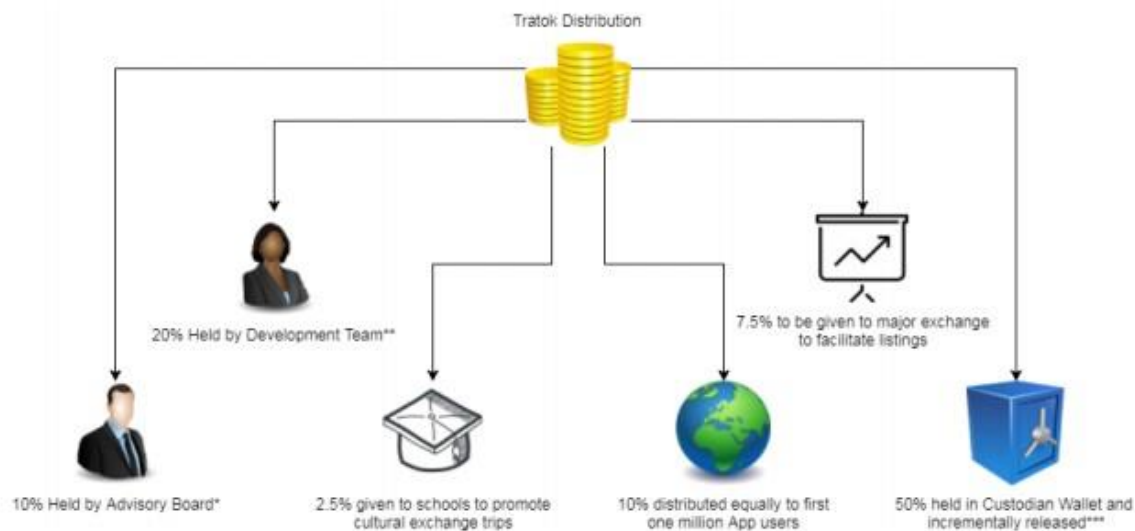 Tratok Distribution
20% Held by Development Team**
7.5% to be given to major exchange
to facilitate listings
10% Held by Advisory Board*
2.5% given to schools to promote
cultural exchange trips
10% distributed equally to first
one million App users
50% held in Custodian Wallet and
incrementally released***